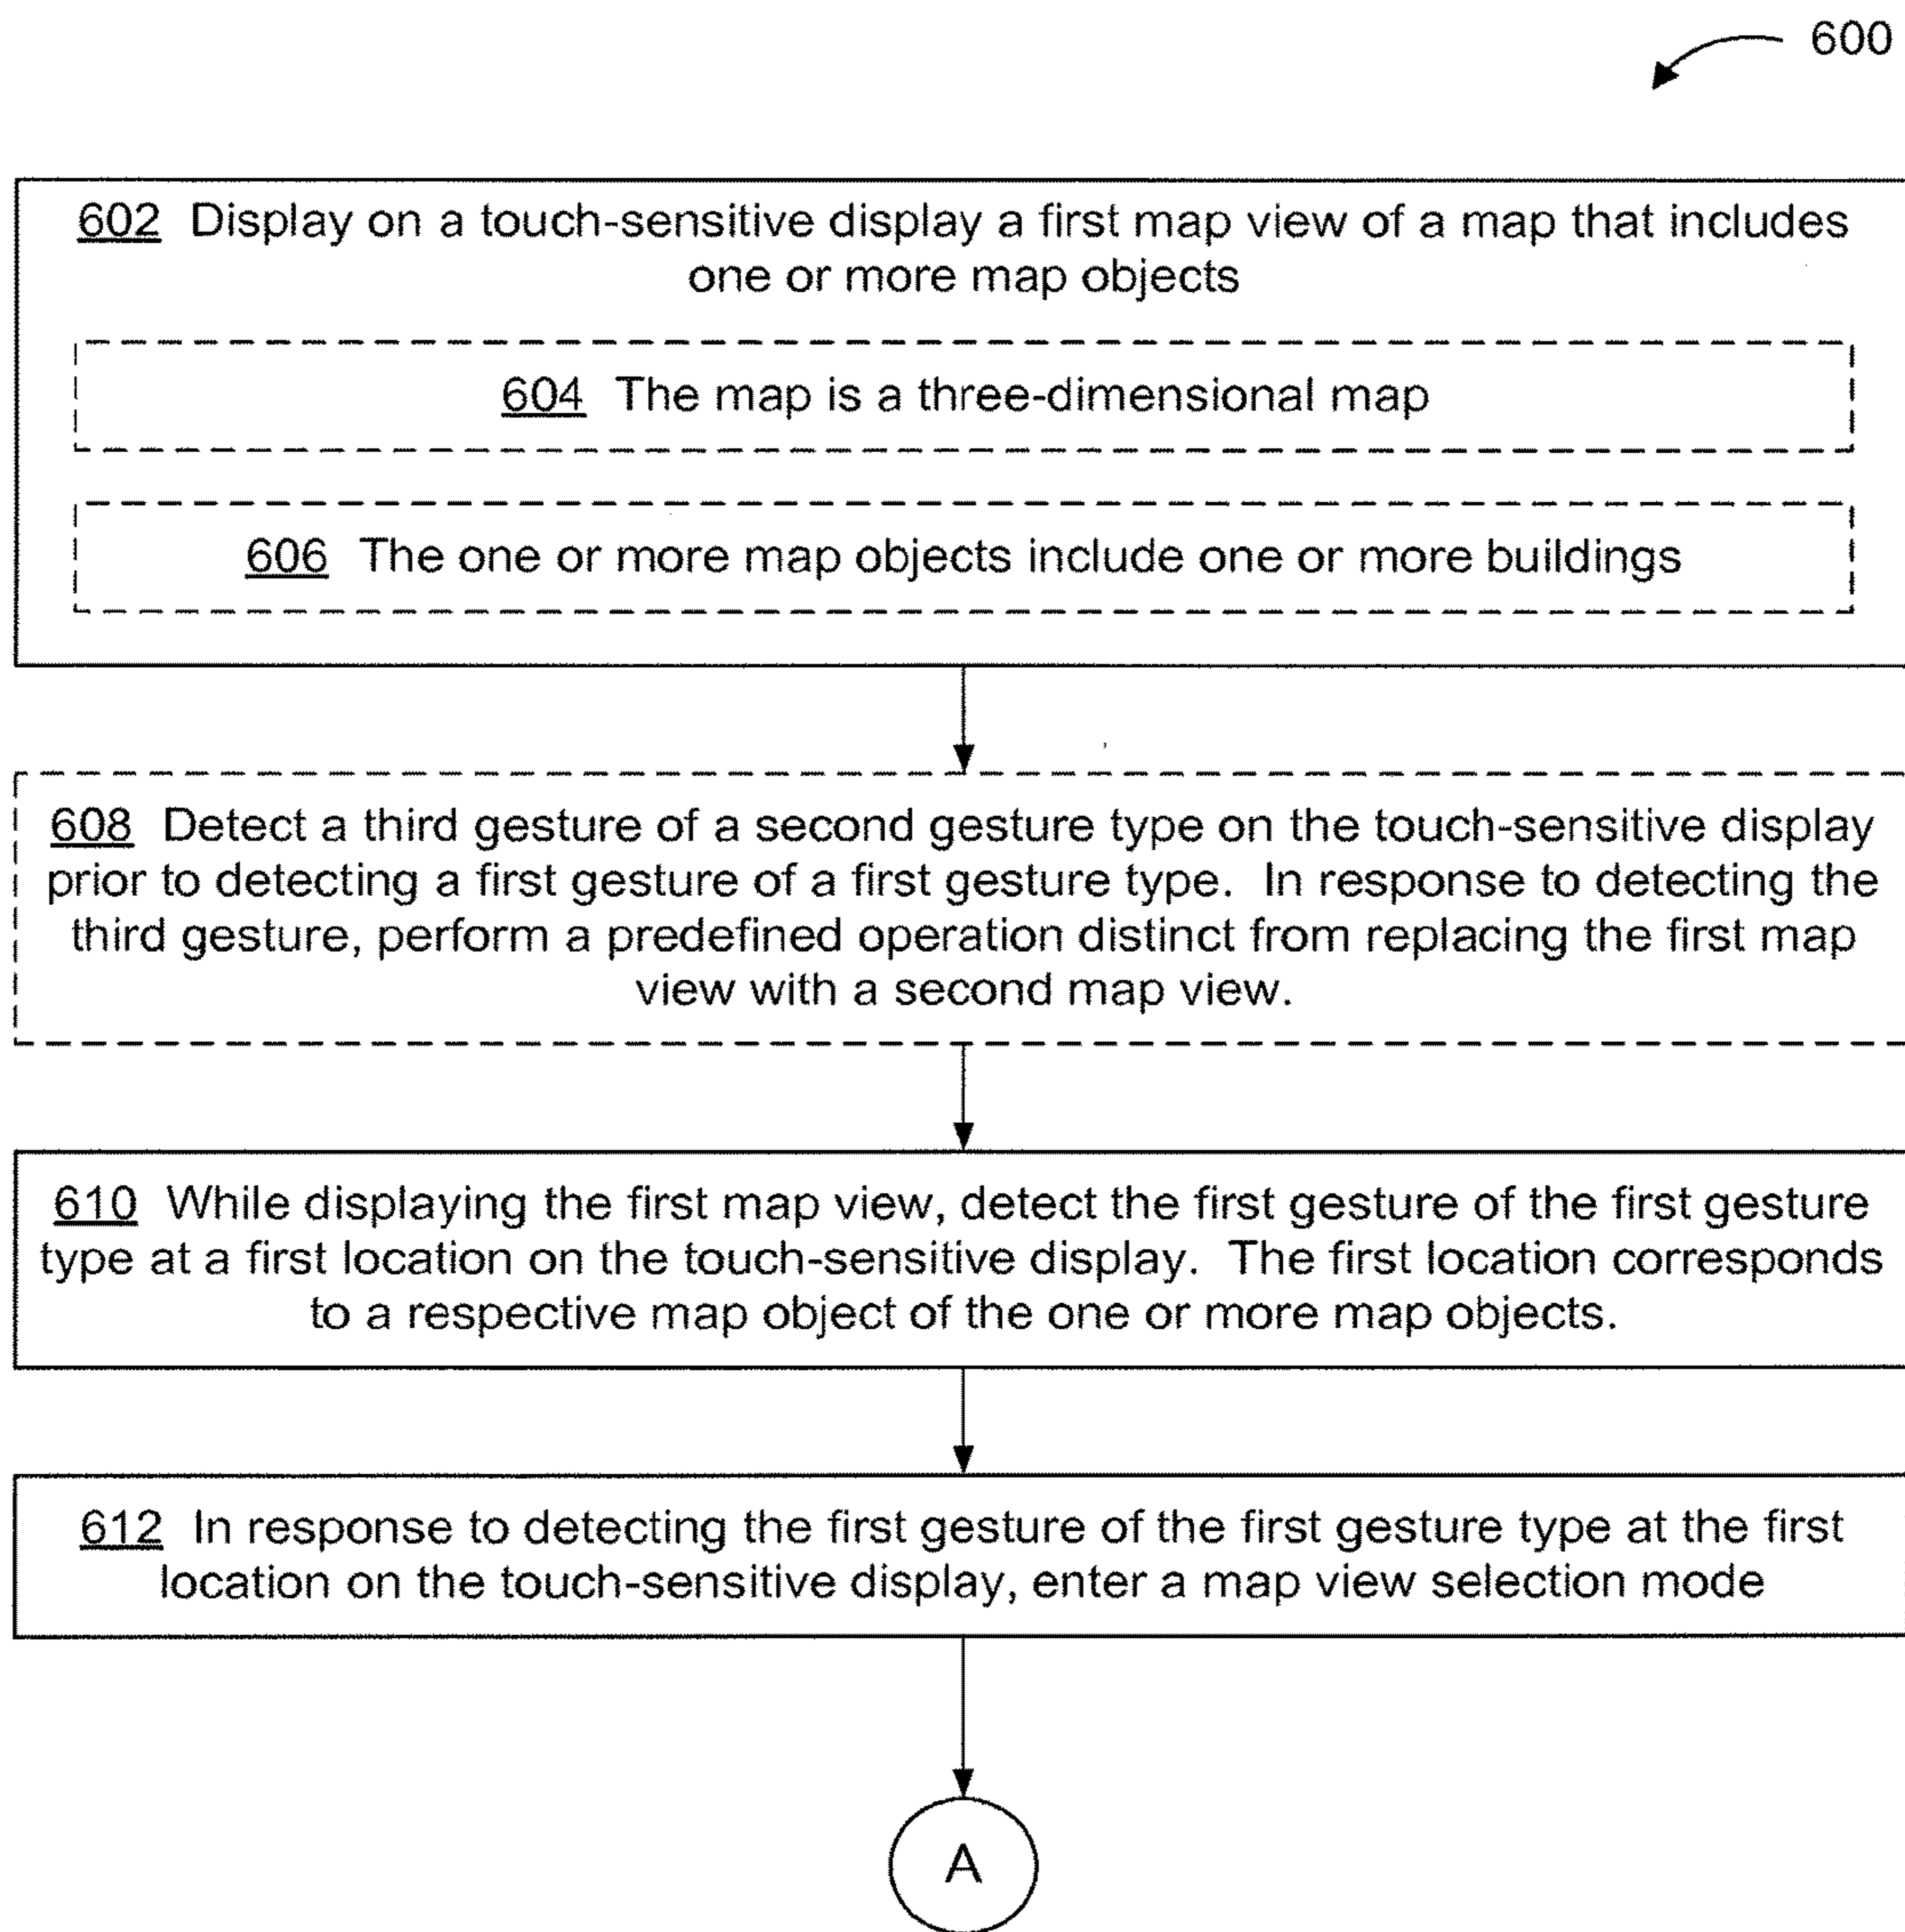 600
602 Display on a touch-sensitive display a first map view of a map that includes
one or more map objects
604 The map is a three-dimensional map
606 The one or more map objects include one or more buildings
608 Detect a third gesture of a second gesture type on the touch-sensitive display
prior to detecting a first gesture of a first gesture type. In response to detecting the
third gesture, perform a predefined operation distinct from replacing the first map
view with a second map view.
610 While displaying the first map view, detect the first gesture of the first gesture
type at a first location on the touch-sensitive display. The first location corresponds
to a respective map object of the one or more map objects.
612 In response to detecting the first gesture of the first gesture type at the first
location on the touch-sensitive display, enter a map view selection mode
A